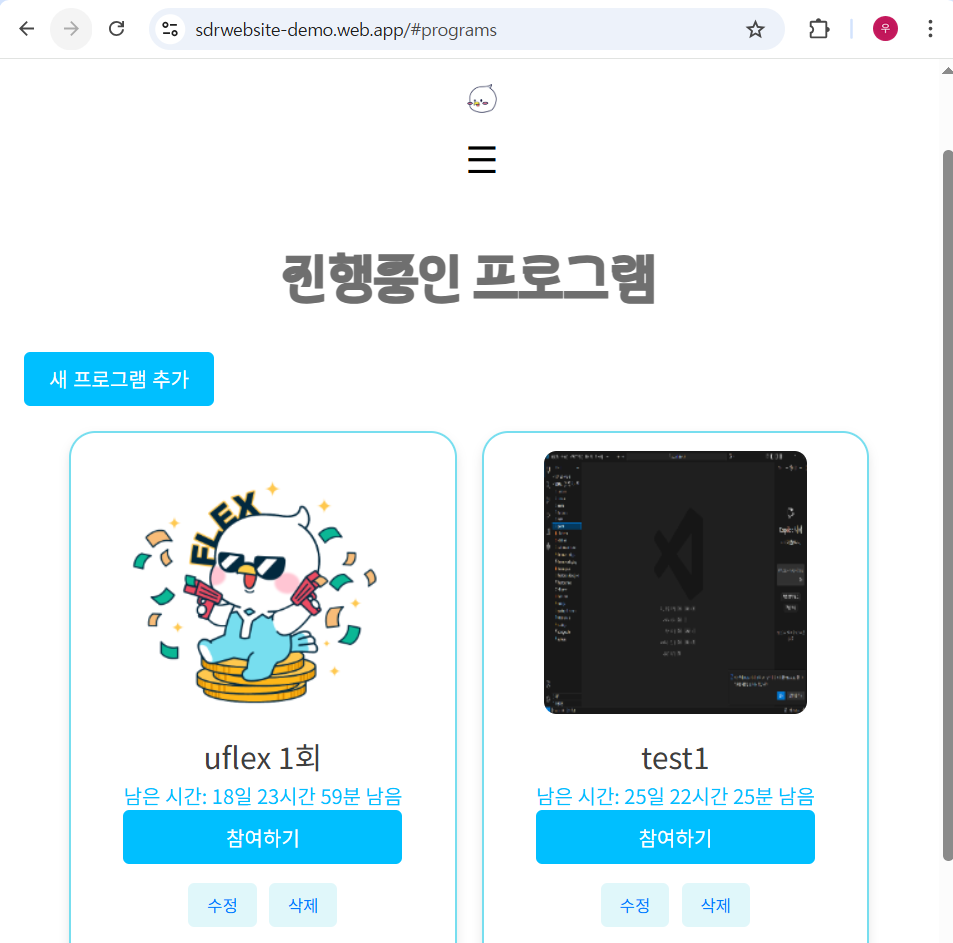 sdrwebsite-demo.web.app/#programs
우
진행중인 프로그램
새 프로그램 추가
FLEX
uflex 1회
남은 시간: 18일 23시간 59분 남음
참여하기
수정
삭제
test1
남은 시간: 25일 22시간 25분 남음
참여하기
수정
삭제